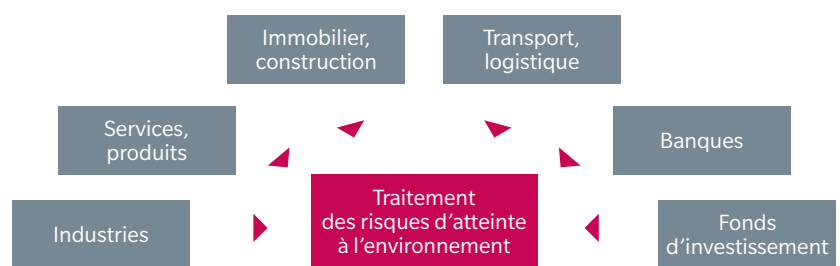 Immobilier,
construction
Transport,
logistique
Services,
produits
Banques
Industries
Traitement
des risques d’atteinte
à l’environnement
Fonds
d’investissement